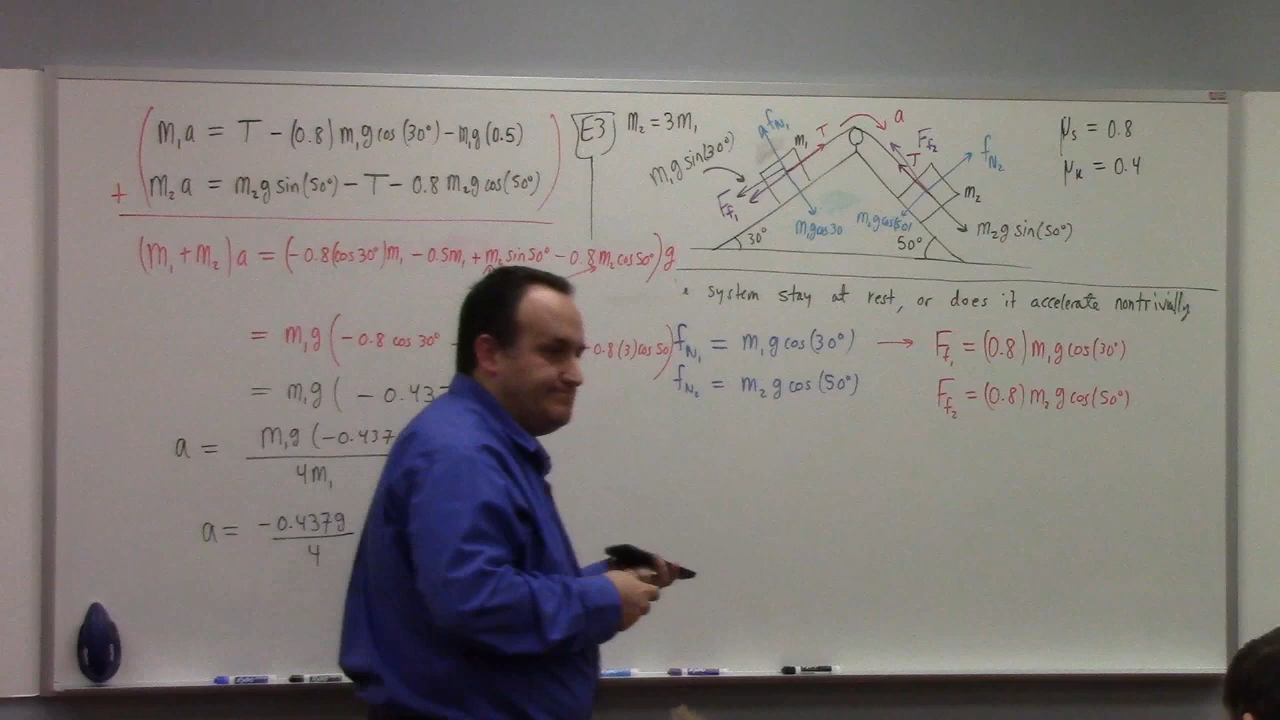 m₁a = T − (0.8) m₁g cos (30°) − m₁g (0.5)
+ m₂a = m₂g sin(50°) − T − 0.8 m₂g cos(50°)
(m₁ + m₂) a = (−0.8(cos 30°)m₁ − 0.5m₁ + m₂ sin 50° − 0.8 m₂ cos 50°) g
= m₁g (−0.8 cos 30° − 0.8(3) cos 50)
= m₁g ( − 0.437
a = m₁g (−0.437
4m₁
a = −0.437g
4
E3
m₂ = 3m₁
m₁g sin(30°)
F_f₁
f_N₁
m₁
T
a
T
F_f₂
f_N₂
m₂
m₁g cos 30
m₂g cos(50)
m₂g sin(50°)
30°
50°
μ_s = 0.8
μ_k = 0.4
system stay at rest, or does it accelerate nontrivially
f_N₁ = m₁g cos(30°) → F_f₁ = (0.8) m₁g cos(30°)
f_N₂ = m₂g cos(50°)
F_f₂ = (0.8) m₂g cos(50°)